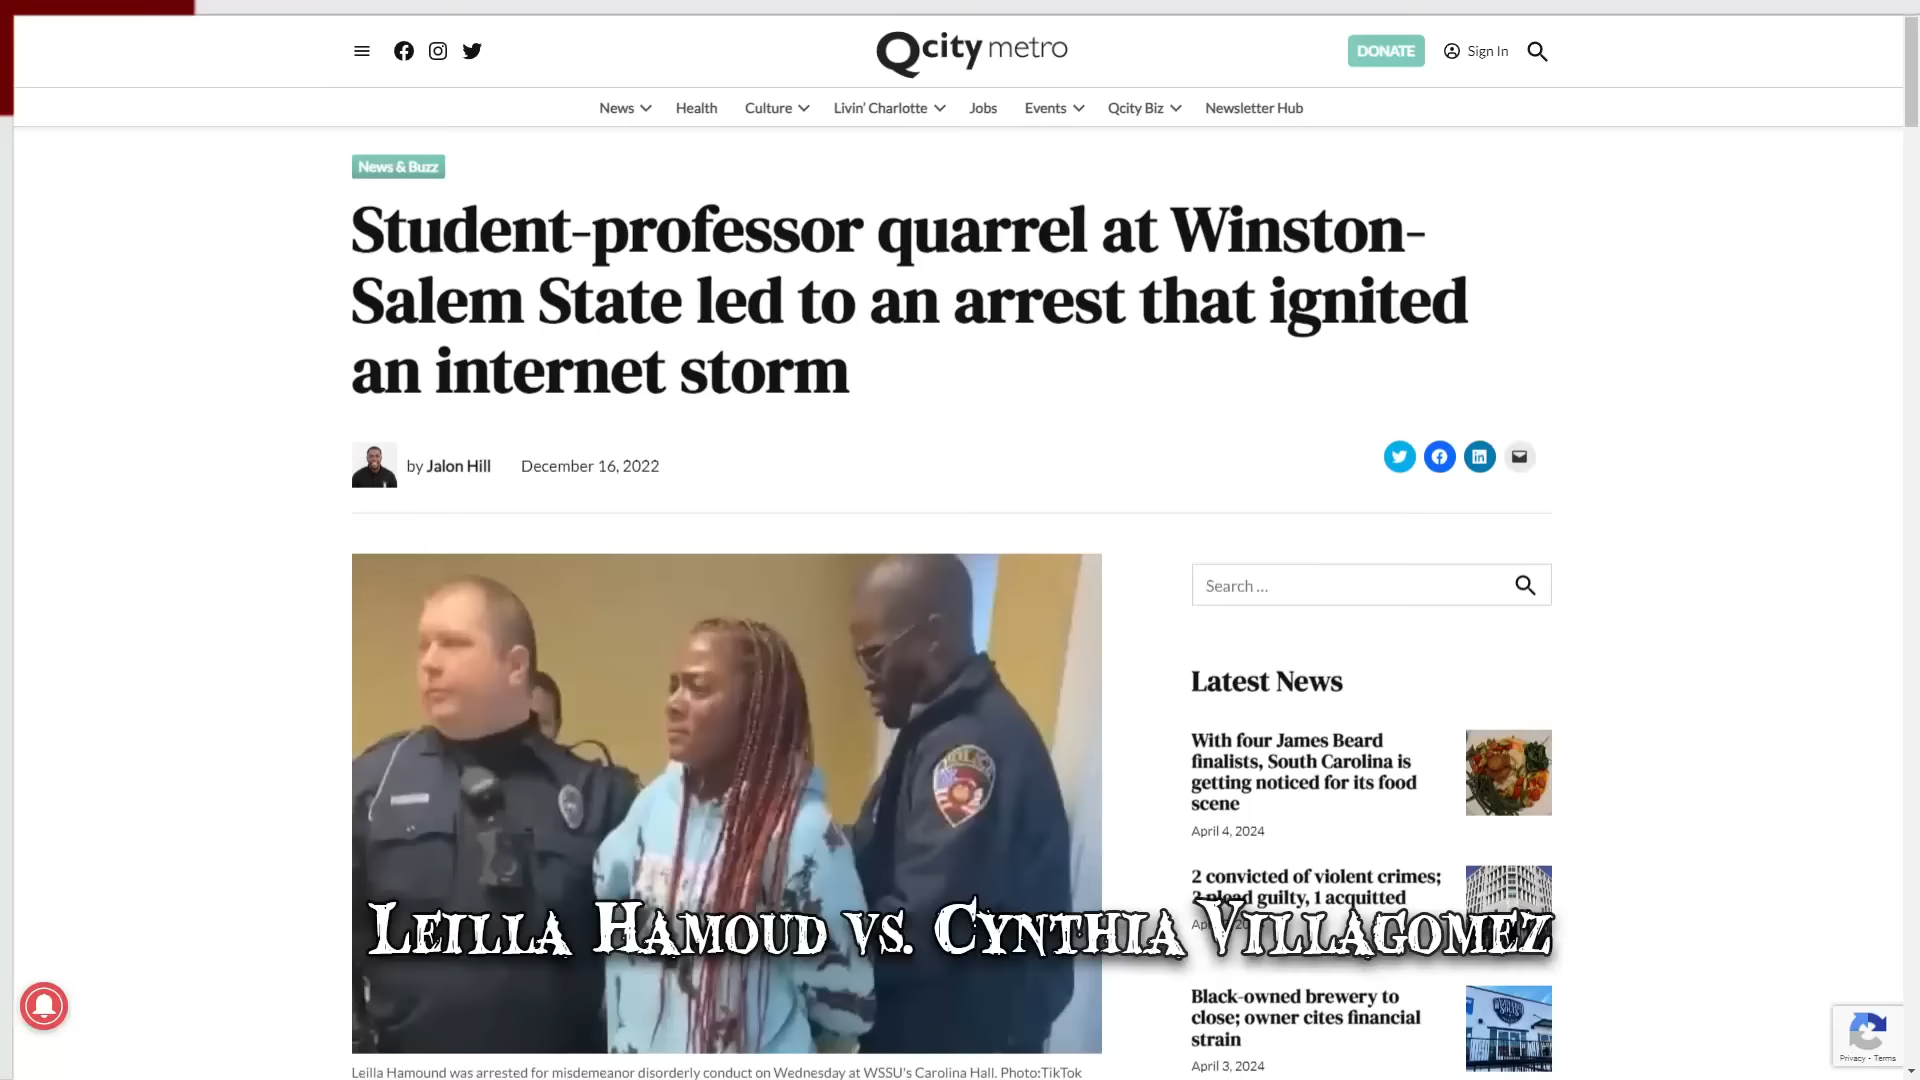 Qcity metro
DONATE
Sign In
News
Health
Culture
Livin' Charlotte
Jobs
Events
Qcity Biz
Newsletter Hub
News & Buzz
Student-professor quarrel at Winston-
Salem State led to an arrest that ignited
an internet storm
by Jalon Hill
December 16, 2022
Search ...
Latest News
With four James Beard
finalists, South Carolina is
getting noticed for its food
scene
April 4, 2024
2 convicted of violent crimes;
guilty, 1 acquitted
Leilla Hamoud vs. Cynthia Villagomez
Black-owned brewery to
close; owner cites financial
strain
April 3, 2024
Leilla Hamound was arrested for misdemeanor disorderly conduct on Wednesday at WSSU's Carolina Hall. Photo:TikTok
Privacy - Terms